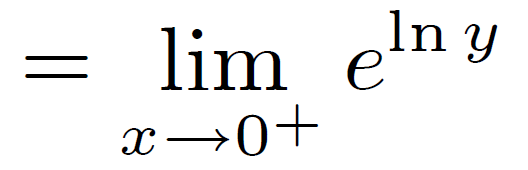 = lim e^{ln y}
x→0⁺